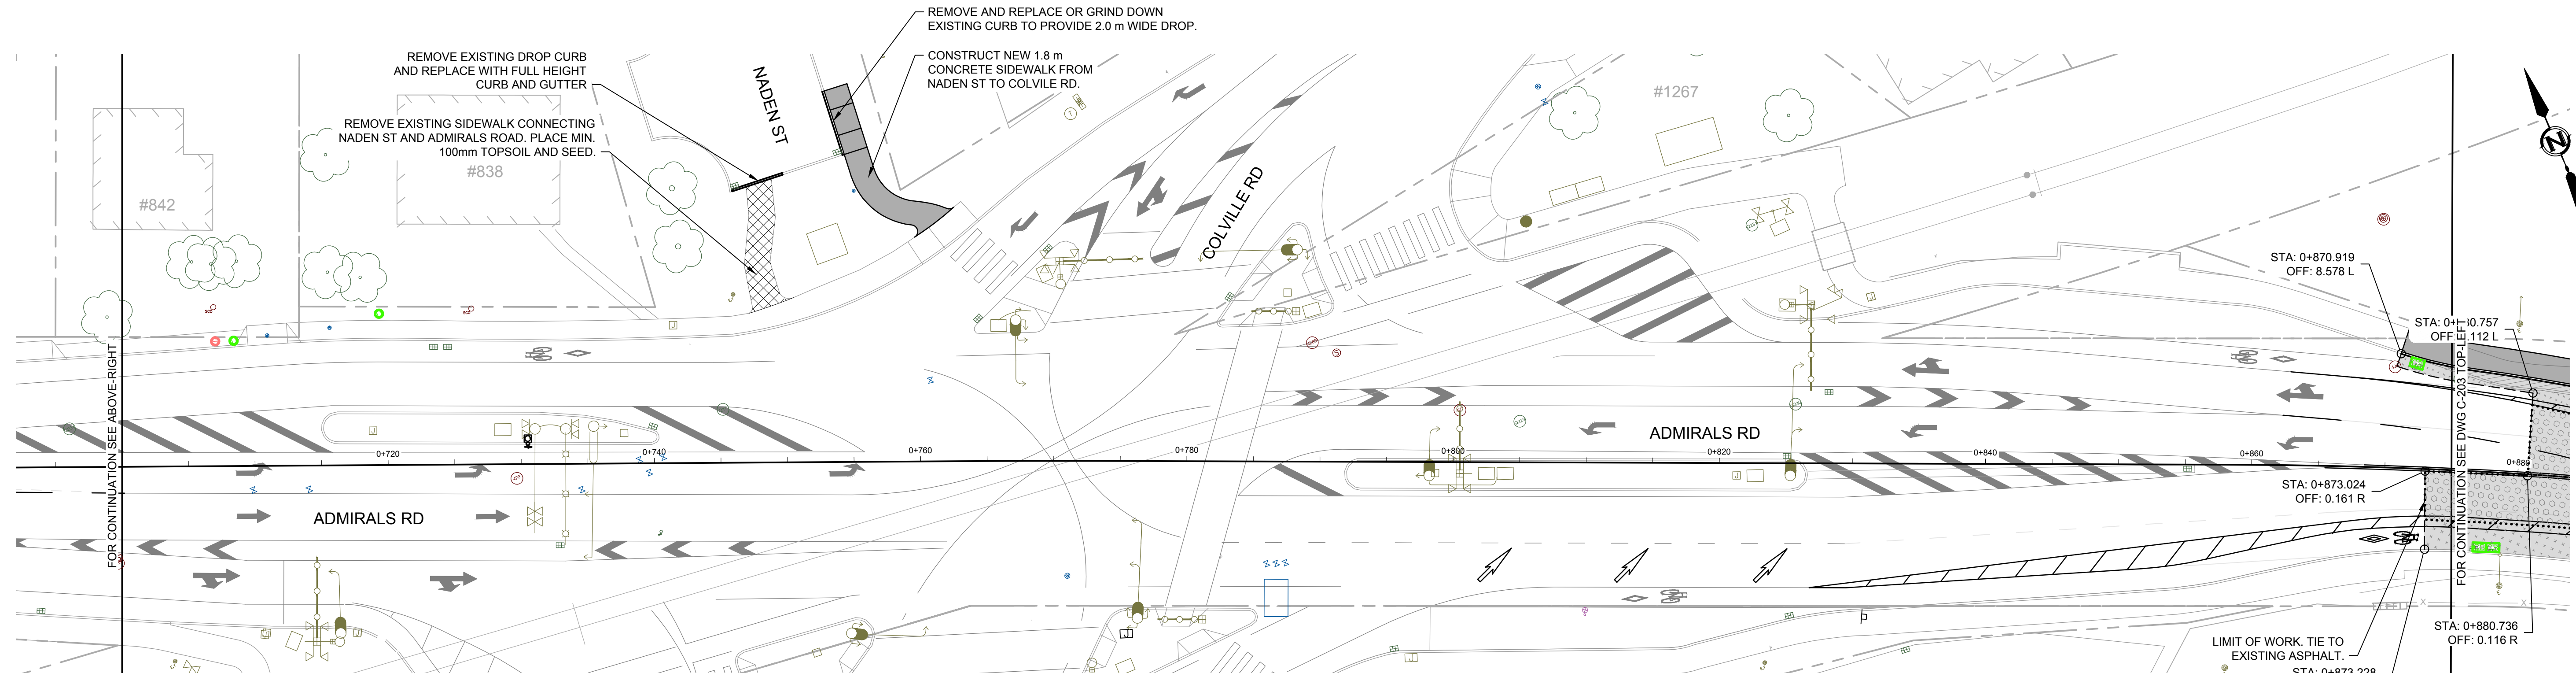 REMOVE AND REPLACE OR GRIND DOWN
EXISTING CURB TO PROVIDE 2.0 m WIDE DROP.
CONSTRUCT NEW 1.8 m
CONCRETE SIDEWALK FROM
NADEN ST TO COLVILE RD.
REMOVE EXISTING DROP CURB
AND REPLACE WITH FULL HEIGHT
CURB AND GUTTER
REMOVE EXISTING SIDEWALK CONNECTING
NADEN ST AND ADMIRALS ROAD. PLACE MIN.
100mm TOPSOIL AND SEED.
NADEN ST
#842
#838
#1267
COLVILLE RD
N
STA: 0+870.919
OFF: 8.578 L
FOR CONTINUATION SEE ABOVE-RIGHT
FOR CONTINUATION SEE DWG C-203 TOP-LEFT
ADMIRALS RD
ADMIRALS RD
0+720
0+740
0+760
0+780
0+800
0+820
0+840
0+860
0+880
STA: 0+873.024
OFF: 0.161 R
STA: 0+880.736
OFF: 0.116 R
LIMIT OF WORK. TIE TO
EXISTING ASPHALT.
STA: 0+873.228